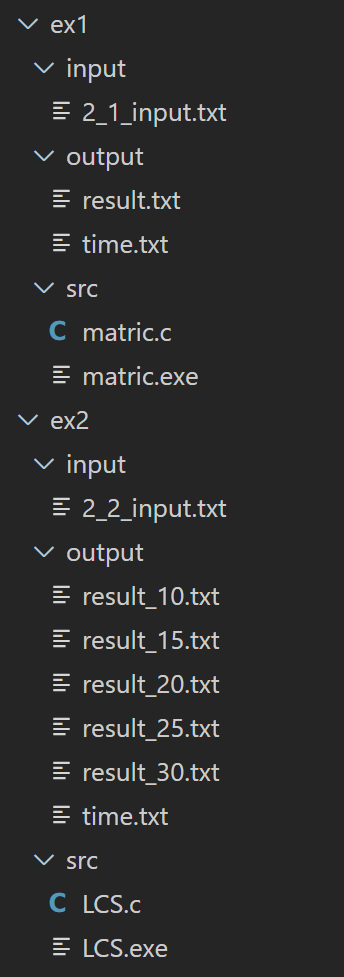 ex1
input
2_1_input.txt
output
result.txt
time.txt
src
C matric.c
matric.exe
ex2
input
2_2_input.txt
output
result_10.txt
result_15.txt
result_20.txt
result_25.txt
result_30.txt
time.txt
src
C LCS.c
LCS.exe